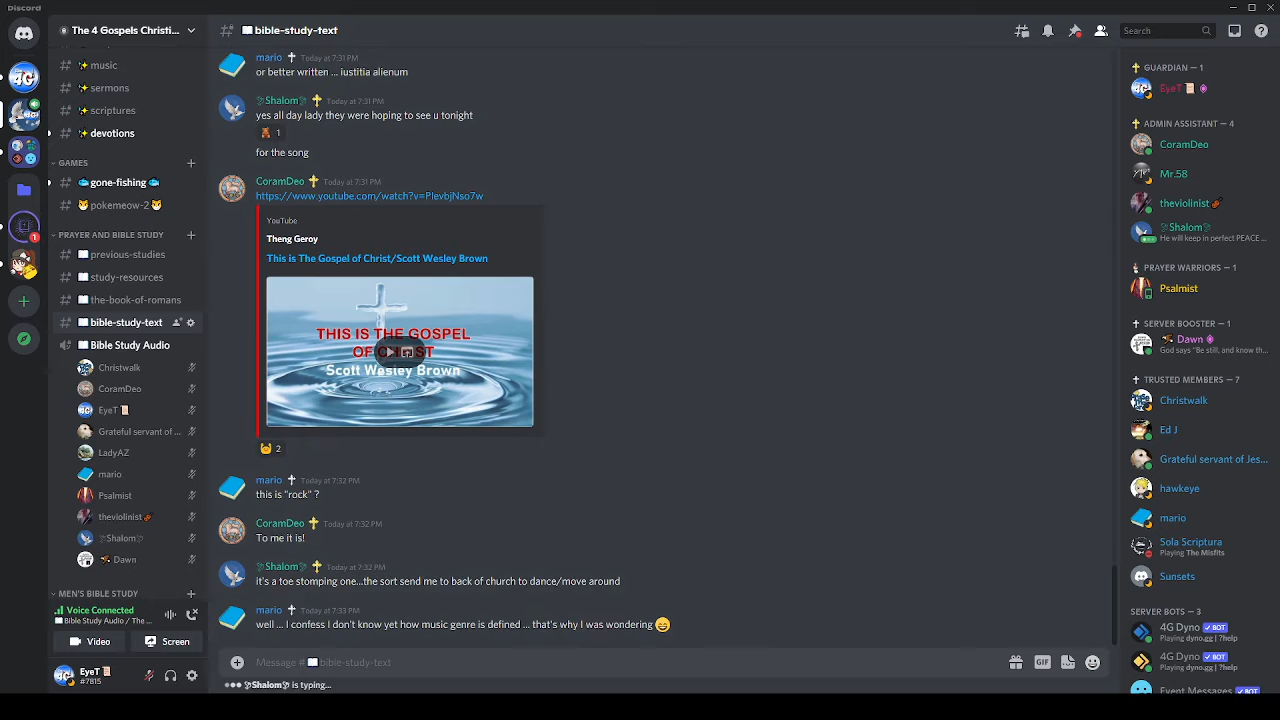 Discord
The 4 Gospels Christi...
music
sermons
scriptures
devotions
GAMES
gone-fishing
pokemeow-2
PRAYER AND BIBLE STUDY
previous-studies
study-resources
the-book-of-romans
bible-study-text
Bible Study Audio
Christwalk
CoramDeo
EyeT
Grateful servant of ...
LadyAZ
mario
Psalmist
theviolinist
Shalom
Dawn
MEN'S BIBLE STUDY
Voice Connected
Bible Study Audio / The ...
Video
Screen
EyeT
#7815
bible-study-text
Search
mario Today at 7:31 PM
or better written ... iustitia alienum
Shalom Today at 7:31 PM
yes all day lady they were hoping to see u tonight
1
for the song
CoramDeo Today at 7:31 PM
https://www.youtube.com/watch?v=PlevbjNso7w
YouTube
Theng Geroy
This is The Gospel of Christ/Scott Wesley Brown
THIS IS THE GOSPEL
OF CHRIST
Scott Wesley Brown
2
mario Today at 7:32 PM
this is "rock" ?
CoramDeo Today at 7:32 PM
To me it is!
Shalom Today at 7:32 PM
it's a toe stomping one...the sort send me to back of church to dance/move around
mario Today at 7:33 PM
well ... I confess I don't know yet how music genre is defined ... that's why I was wondering
Message # bible-study-text
GIF
Shalom is typing...
GUARDIAN — 1
EyeT
ADMIN ASSISTANT — 4
CoramDeo
Mr.58
theviolinist
Shalom
He will keep in perfect PEACE ...
PRAYER WARRIORS — 1
Psalmist
SERVER BOOSTER — 1
Dawn
God says "Be still, and know th...
TRUSTED MEMBERS — 7
Christwalk
Ed J
Grateful servant of Jes...
hawkeye
mario
Sola Scriptura
Playing The Misfits
Sunsets
SERVER BOTS — 3
4G Dyno BOT
Playing dyno.gg | ?help
4G Dyno BOT
Playing dyno.gg | ?help
Event Messages BOT